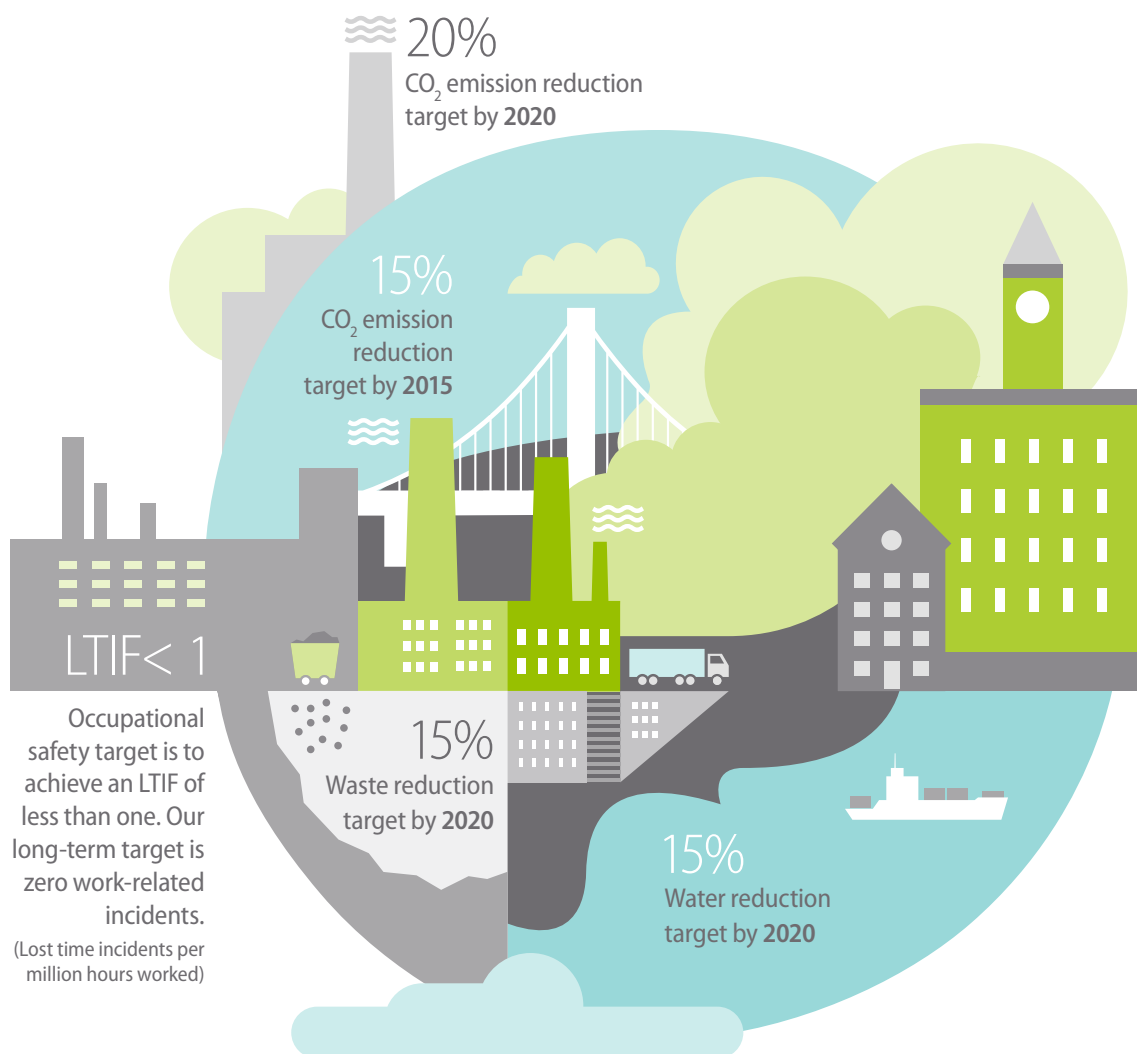 20%
CO₂ emission reduction
target by 2020
15%
CO₂ emission
reduction
target by 2015
LTIF< 1
Occupational
safety target is to
achieve an LTIF of
less than one. Our
long-term target is
zero work-related
incidents.
(Lost time incidents per
million hours worked)
15%
Waste reduction
target by 2020
15%
Water reduction
target by 2020